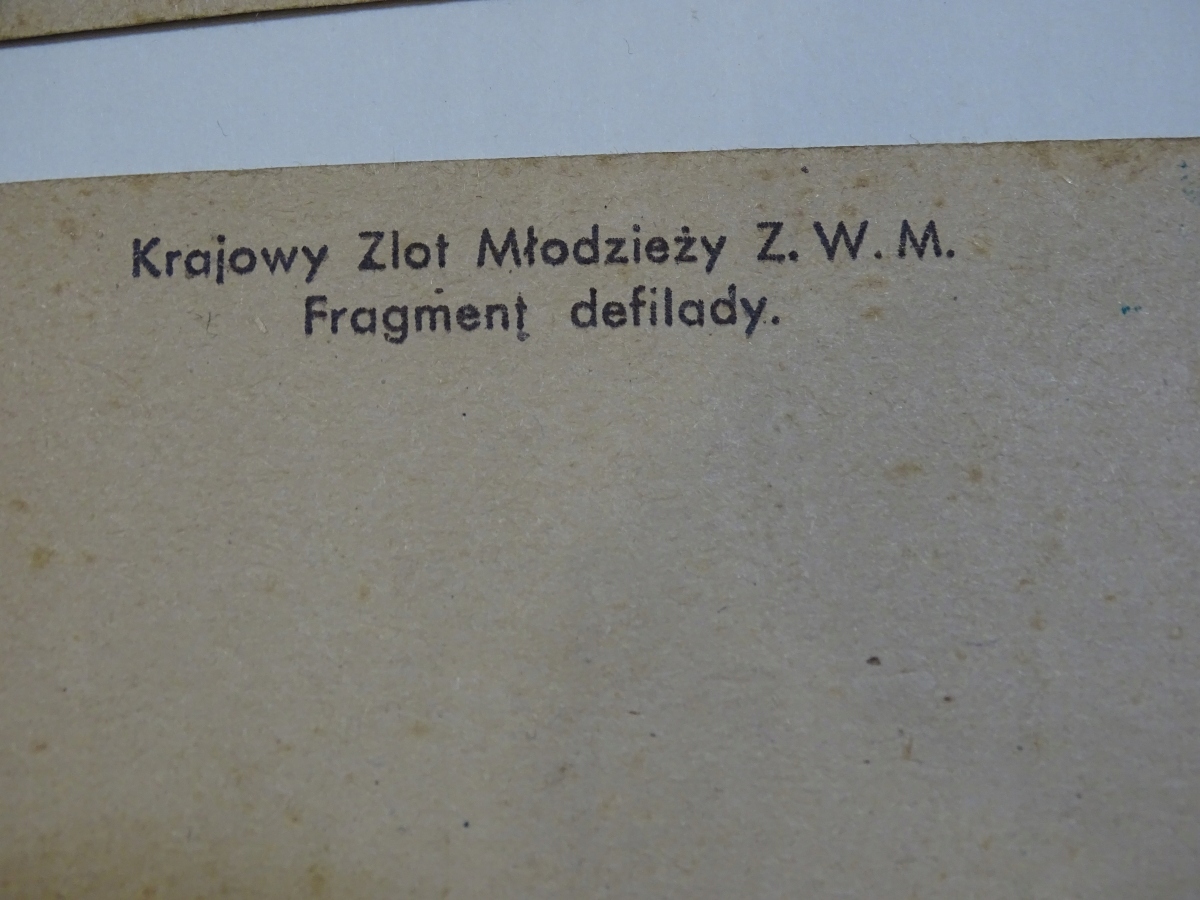 Krajowy Zlot Młodzieży Z. W. M.
Fragment defilady.